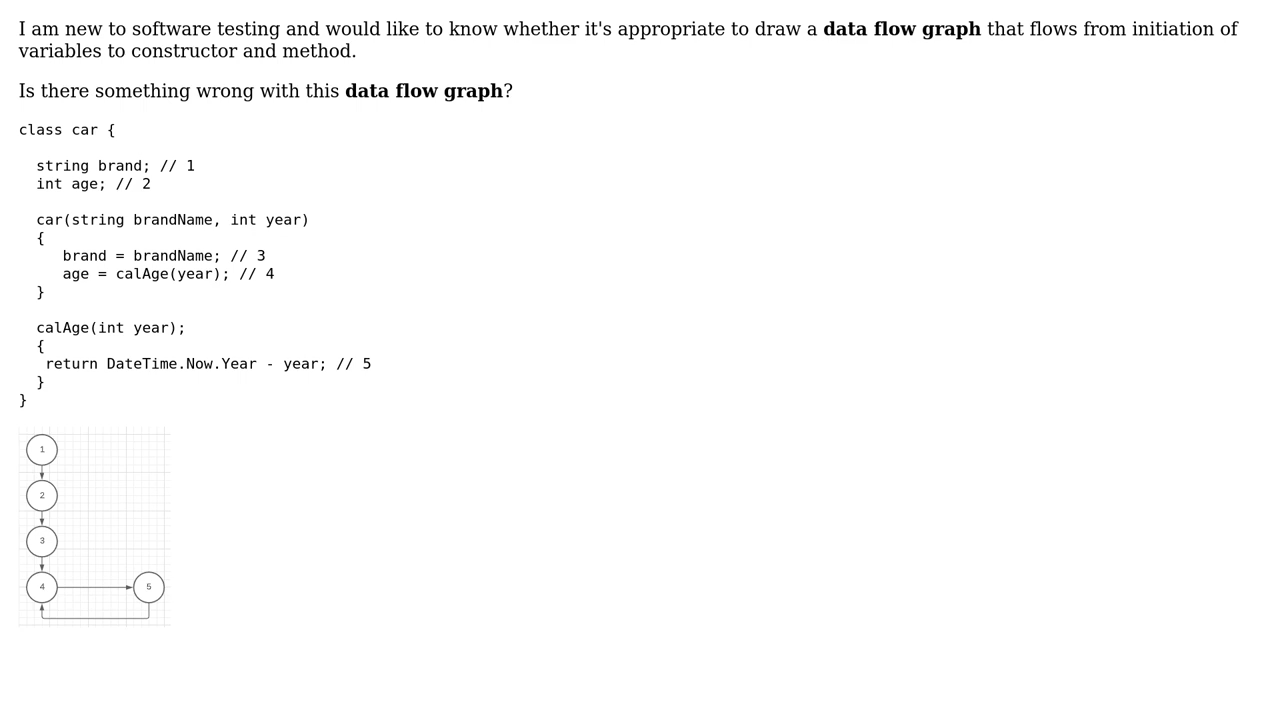 I am new to software testing and would like to know whether it's appropriate to draw a data flow graph that flows from initiation of
variables to constructor and method.
Is there something wrong with this data flow graph?
class car {
string brand; // 1
int age; // 2
car(string brandName, int year)
{
brand = brandName; // 3
age = calAge(year); // 4
}
calAge(int year);
{
return DateTime.Now.Year - year; // 5
}
}
1
2
3
4 5